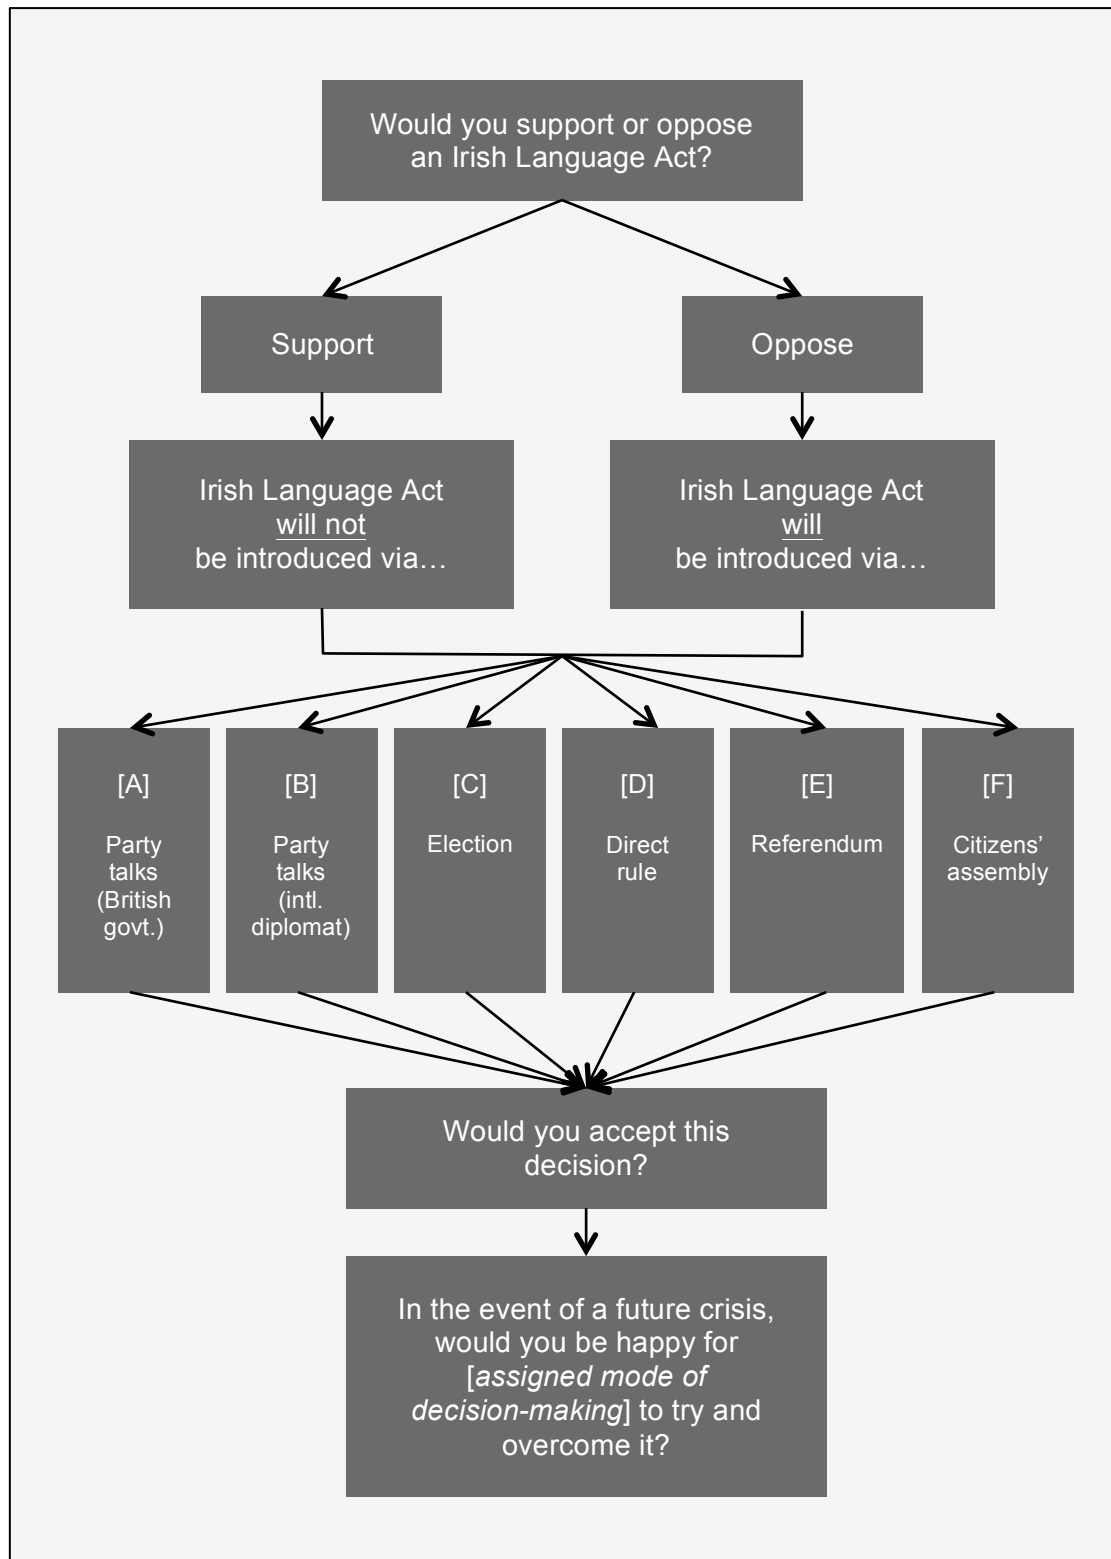 Would you support or oppose
an Irish Language Act?
Support
Oppose
Irish Language Act
will not
be introduced via…
Irish Language Act
will
be introduced via…
[A]
Party
talks
(British
govt.)
[B]
Party
talks
(intl.
diplomat)
[C]
Election
[D]
Direct
rule
[E]
Referendum
[F]
Citizens’
assembly
Would you accept this
decision?
In the event of a future crisis,
would you be happy for
[assigned mode of
decision-making] to try and
overcome it?